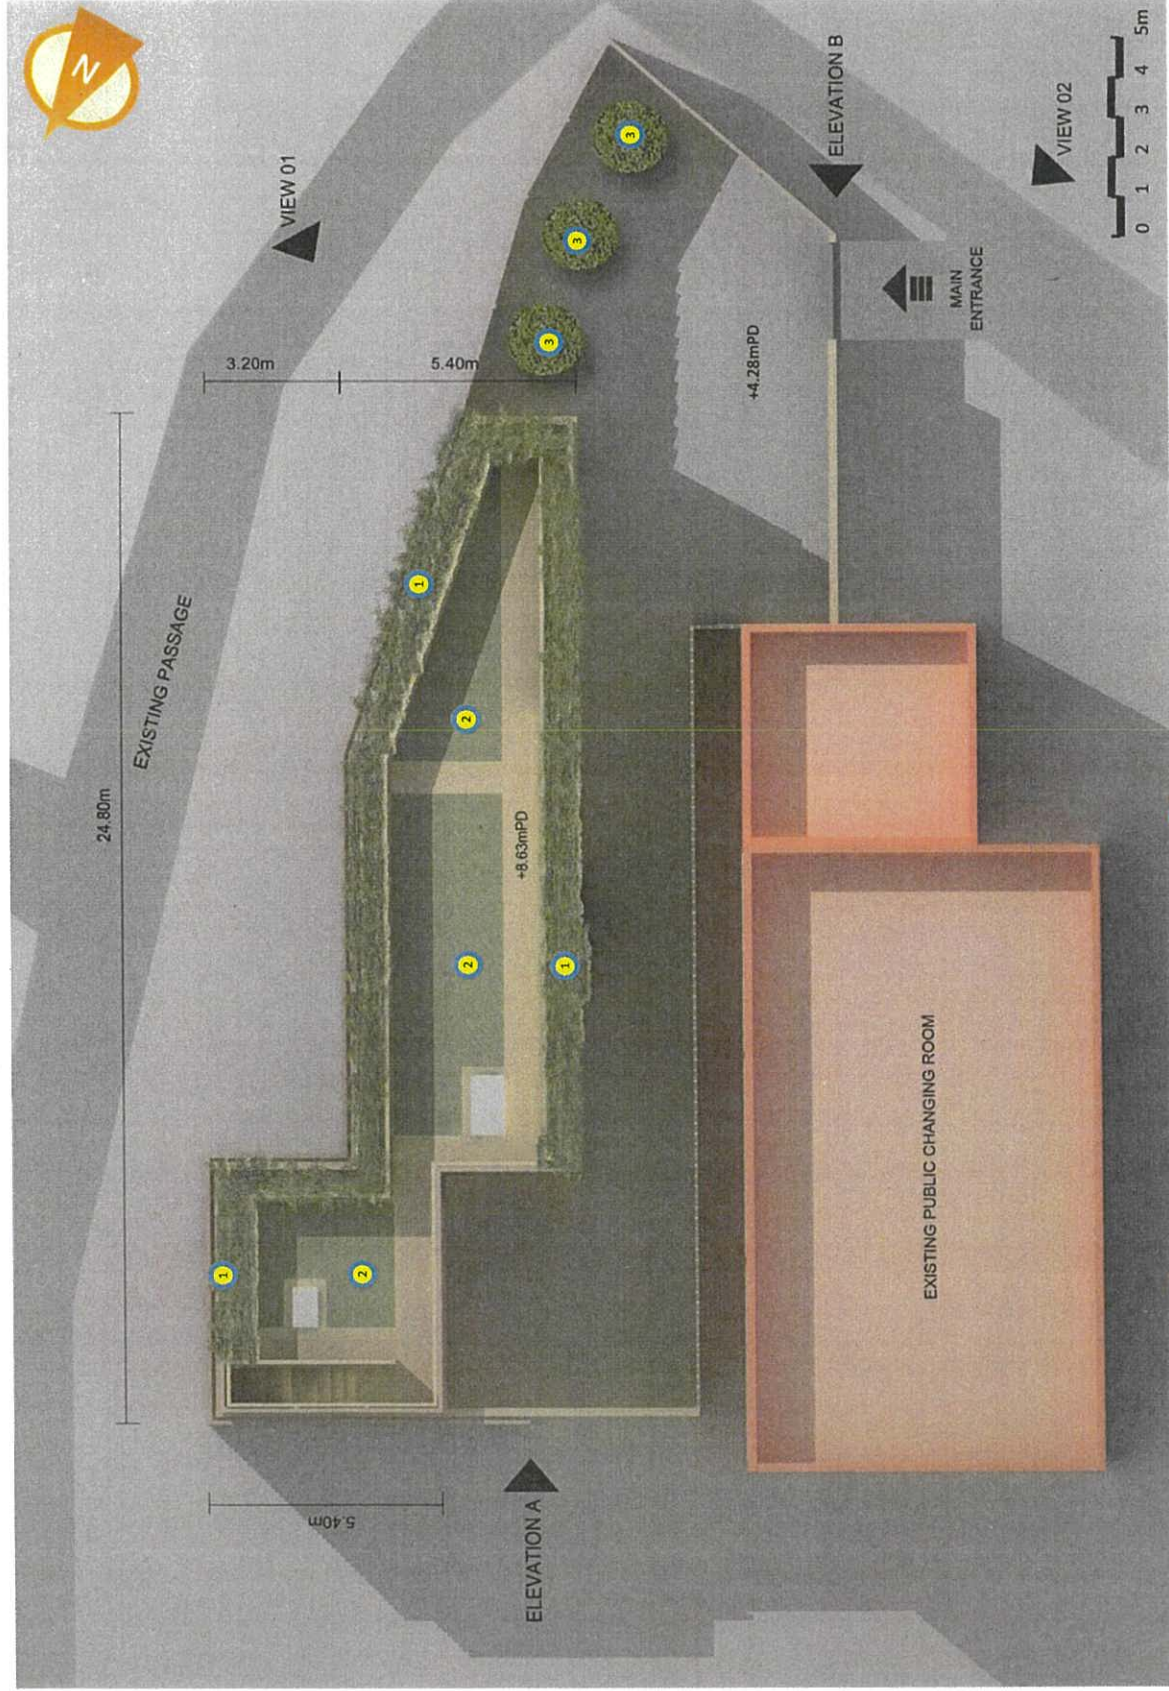 N
24.80m
EXISTING PASSAGE
1
3.20m
VIEW 01
5.40m
2
1
5.40m
2
2
+8.63mPD
ELEVATION A
3
1
3
3
+4.28mPD
ELEVATION B
EXISTING PUBLIC CHANGING ROOM
MAIN
ENTRANCE
VIEW 02
0 1 2 3 4 5m